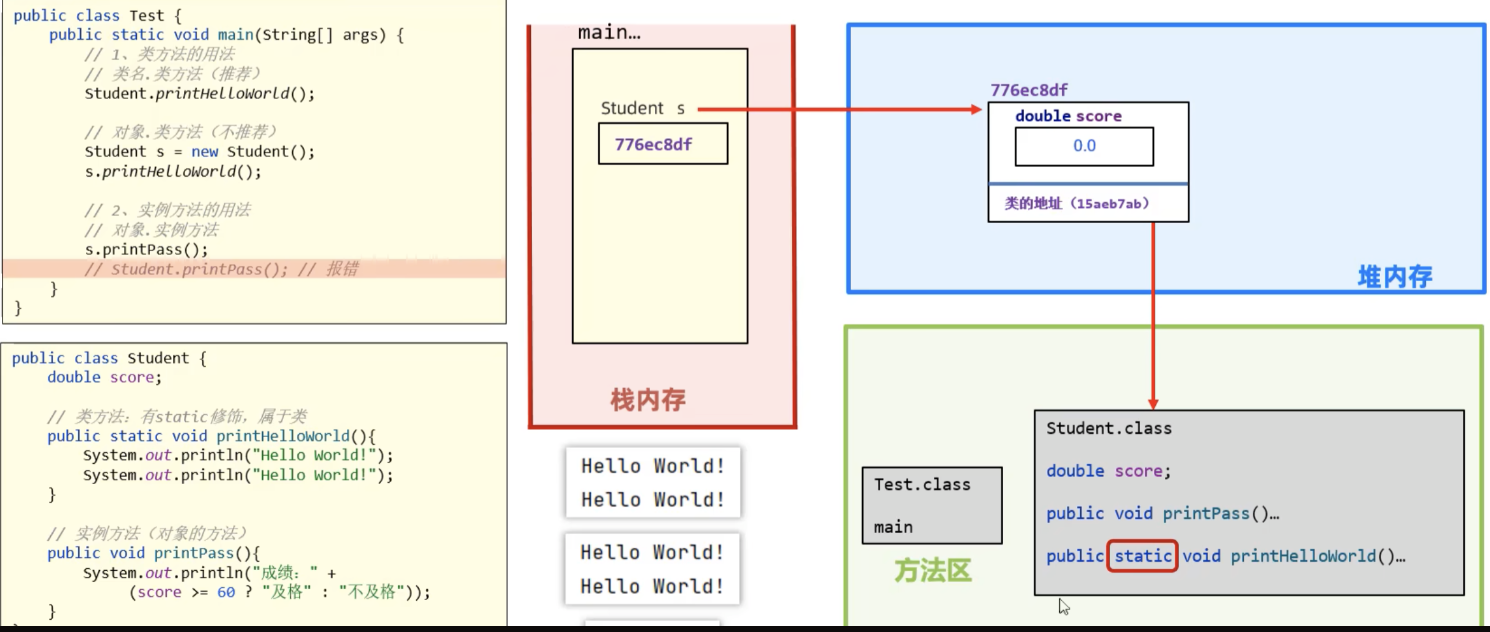 public class Test {
public static void main(String[] args) {
// 1、类方法的用法
// 类名.类方法（推荐）
Student.printHelloWorld();
// 对象.类方法（不推荐）
Student s = new Student();
s.printHelloWorld();
// 2、实例方法的用法
// 对象.实例方法
s.printPass();
// Student.printPass(); // 报错
}
}
public class Student {
double score;
// 类方法：有static修饰，属于类
public static void printHelloWorld(){
System.out.println("Hello World!");
System.out.println("Hello World!");
}
// 实例方法（对象的方法）
public void printPass(){
System.out.println("成绩：" +
(score >= 60 ? "及格" : "不及格"));
}
main…
Student s
776ec8df
栈内存
Hello World!
Hello World!
Hello World!
Hello World!
776ec8df
double score
0.0
类的地址（15aeb7ab）
堆内存
Test.class
main
方法区
Student.class
double score;
public void printPass()…
public static void printHelloWorld()…